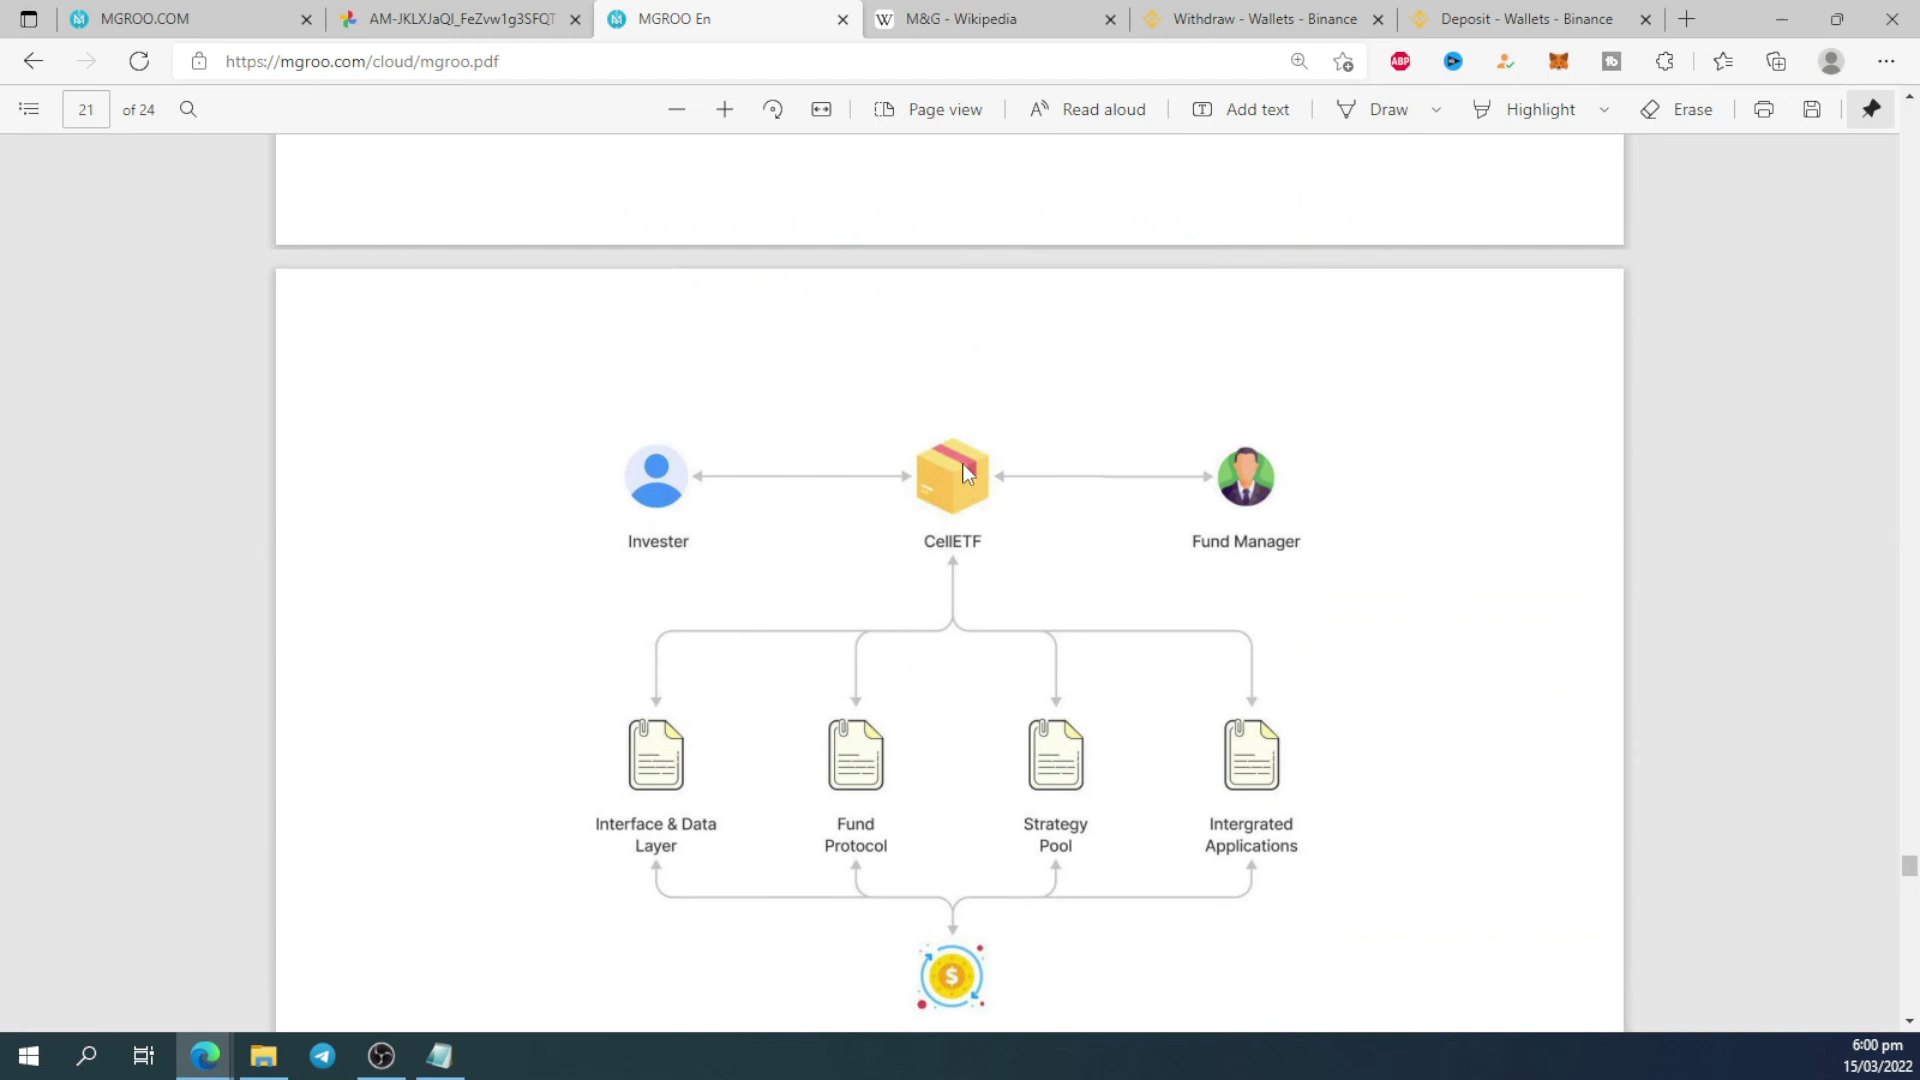 MGROO.COM
AM-JKLXJaQI_FeZvw1g3SFQT
MGROO En
M&G - Wikipedia
Withdraw - Wallets - Binance
Deposit - Wallets - Binance
https://mgroo.com/cloud/mgroo.pdf
ABP
tb
21 of 24
Page view
Read aloud
Add text
Draw
Highlight
Erase
Invester
CellETF
Fund Manager
Interface & Data
Layer
Fund
Protocol
Strategy
Pool
Intergrated
Applications
$
6:00 pm
15/03/2022